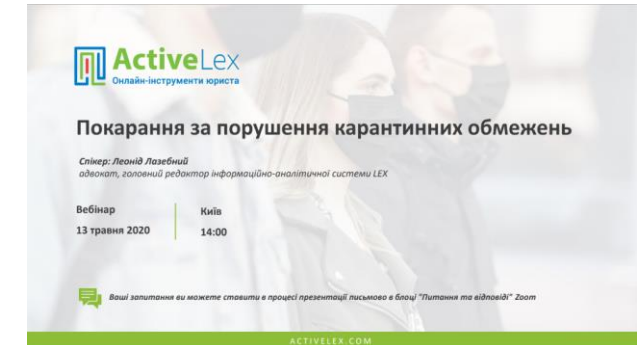 ActiveLex
Онлайн-інструменти юриста
Покарання за порушення карантинних обмежень
Спікер: Леонід Лазебний
адвокат, головний редактор інформаційно-аналітичної системи LEX
Вебінар
Київ
13 травня 2020
14:00
Ваші запитання ви можете ставити в процесі презентації письмово в блоці "Питання та відповіді" Zoom
ACTIVELEX.COM